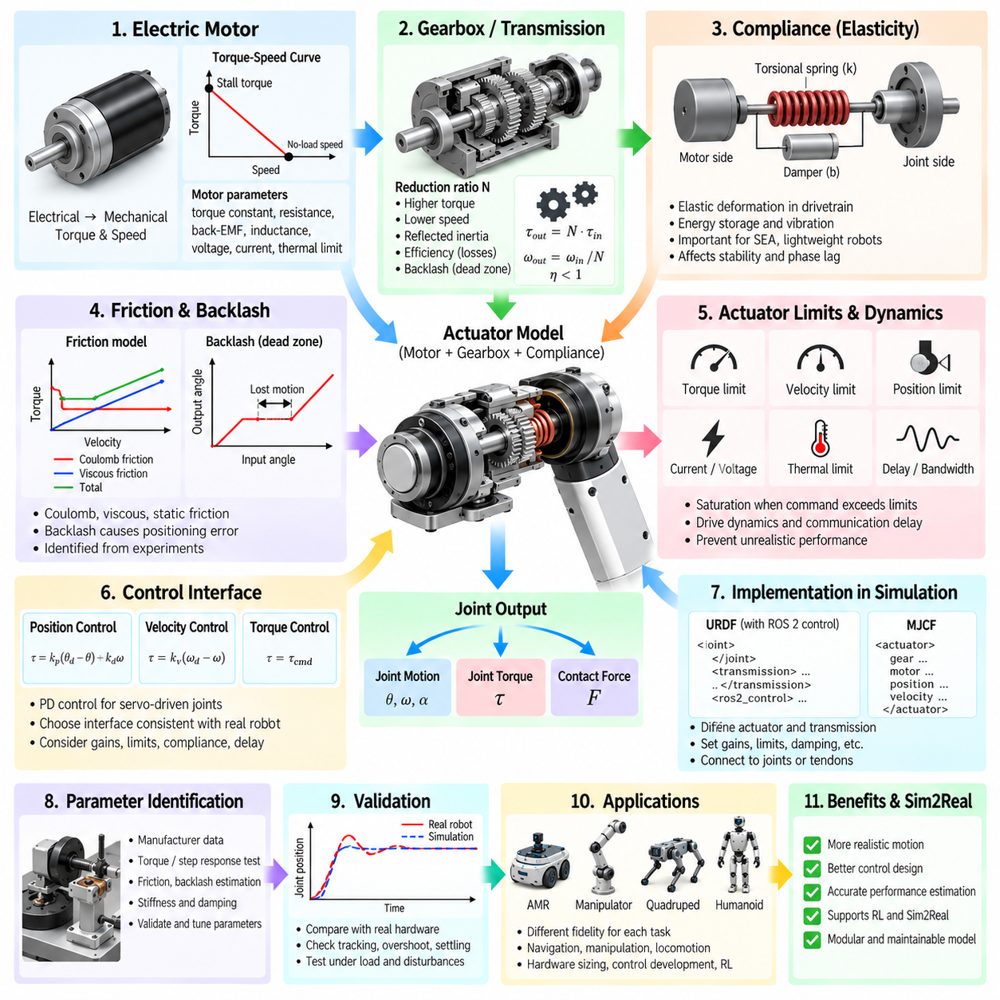 1. Electric Motor
Torque-Speed Curve
Stall torque
Torque
No-load speed
Speed
Electrical → Mechanical
Torque & Speed
Motor parameters
torque constant, resistance,
back-EMF, inductance,
voltage, current, thermal limit
2. Gearbox / Transmission
Reduction ratio N
• Higher torque
• Lower speed
• Reflected inertia
• Efficiency (losses)
• Backlash (dead zone)
τ_out = N · τ_in
ω_out = ω_in /N
η < 1
3. Compliance (Elasticity)
Torsional spring (k)
Motor side
Damper (b)
Joint side
• Elastic deformation in drivetrain
• Energy storage and vibration
• Important for SEA, lightweight robots
• Affects stability and phase lag
4. Friction & Backlash
Friction model
Torque
Velocity
Coulomb friction
Viscous friction
Total
Backlash (dead zone)
Output angle
Lost motion
Input angle
• Coulomb, viscous, static friction
• Backlash causes positioning error
• Identified from experiments
Actuator Model
(Motor + Gearbox + Compliance)
5. Actuator Limits & Dynamics
Torque limit
Velocity limit
Position limit
Current / Voltage
Thermal limit
Delay / Bandwidth
• Saturation when command exceeds limits
• Drive dynamics and communication delay
• Prevent unrealistic performance
6. Control Interface
Position Control
τ = k_p(θ_d − θ) + k_dω
Velocity Control
τ = k_v(ω_d − ω)
Torque Control
τ = τ_cmd
• PD control for servo-driven joints
• Choose interface consistent with real robot
• Consider gains, limits, compliance, delay
Joint Output
Joint Motion
θ, ω, α
Joint Torque
τ
Contact Force
F
7. Implementation in Simulation
URDF (with ROS 2 control)
<joint>
</joint>
<transmission> ...
.. </transmission>
<ros2_control> ...
MJCF
<actuator>
gear ...
motor ...
position ...
velocity ...
</actuator>
• Define actuator and transmission
• Set gains, limits, damping, etc.
• Connect to joints or tendons
8. Parameter Identification
• Manufacturer data
• Torque / step response test
• Friction, backlash estimation
• Stiffness and damping
• Validate and tune parameters
9. Validation
Real robot
Simulation
Joint position
Time
• Compare with real hardware
• Check tracking, overshoot, settling
• Test under load and disturbances
10. Applications
AMR
Manipulator
Quadruped
Humanoid
• Different fidelity for each task
• Navigation, manipulation, locomotion
• Hardware sizing, control development, RL
11. Benefits & Sim2Real
More realistic motion
Better control design
Accurate performance estimation
Supports RL and Sim2Real
Modular and maintainable model